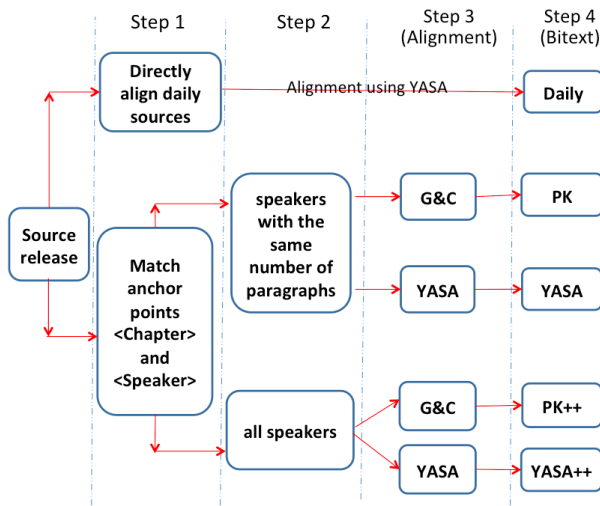 Step 1
Step 2
Step 3
(Alignment)
Step 4
(Bitext)
Directly
align daily
sources
Alignment using YASA
Daily
Source
release
Match
anchor
points
<Chapter>
and
<Speaker>
speakers
with the
same
number of
paragraphs
G&C
PK
YASA
YASA
all speakers
G&C
PK++
YASA
YASA++